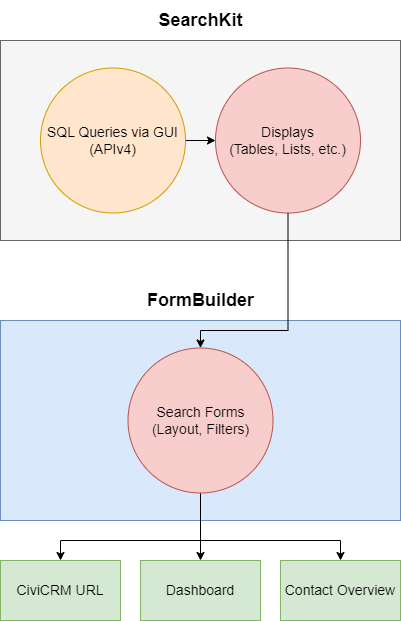 SearchKit
SQL Queries via GUI
(APIv4)
Displays
(Tables, Lists, etc.)
FormBuilder
Search Forms
(Layout, Filters)
CiviCRM URL
Dashboard
Contact Overview